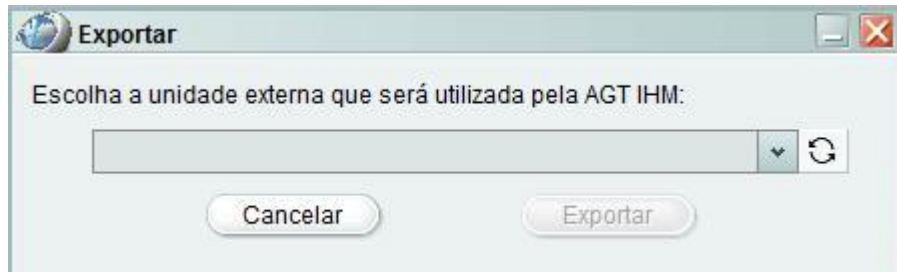 Exportar
Escolha a unidade externa que será utilizada pela AGT IHM:
Cancelar Exportar